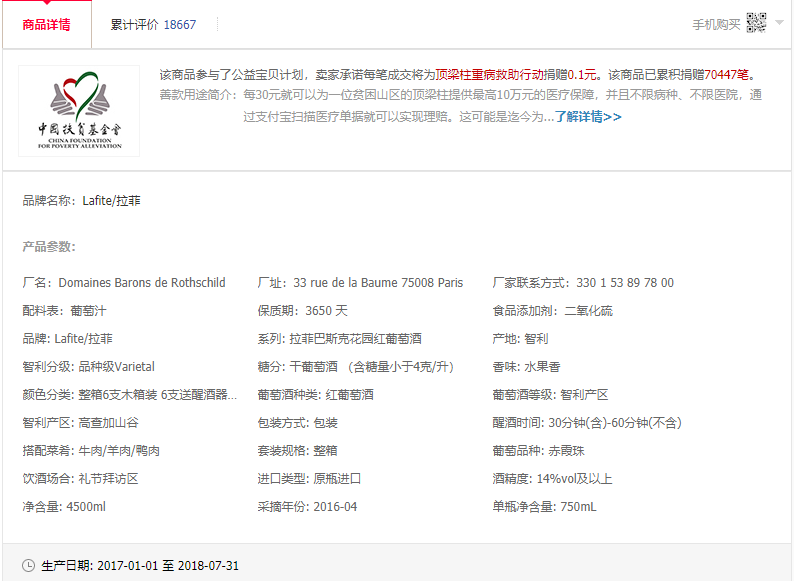 商品详情 累计评价 18667 手机购买
该商品参与了公益宝贝计划，卖家承诺每笔成交将为顶梁柱重病救助行动捐赠0.1元。该商品已累积捐赠70447笔。
善款用途简介：每30元就可以为一位贫困山区的顶梁柱提供最高10万元的医疗保障，并且不限病种、不限医院，通
过支付宝扫描医疗单据就可以实现理赔。这可能是迄今为...了解详情>>
中國扶貧基金會
CHINA FOUNDATION
FOR POVERTY ALLEVIATION
品牌名称：Lafite/拉菲
产品参数：
厂名：Domaines Barons de Rothschild 厂址：33 rue de la Baume 75008 Paris 厂家联系方式：330 1 53 89 78 00
配料表：葡萄汁 保质期：3650 天 食品添加剂：二氧化硫
品牌: Lafite/拉菲 系列: 拉菲巴斯克花园红葡萄酒 产地: 智利
智利分级: 品种级Varietal 糖分: 干葡萄酒 （含糖量小于4克/升） 香味: 水果香
颜色分类: 整箱6支木箱装 6支送醒酒器... 葡萄酒种类: 红葡萄酒 葡萄酒等级: 智利产区
智利产区: 高查加山谷 包装方式: 包装 醒酒时间: 30分钟(含)-60分钟(不含)
搭配菜肴: 牛肉/羊肉/鸭肉 套装规格: 整箱 葡萄品种: 赤霞珠
饮酒场合: 礼节拜访区 进口类型: 原瓶进口 酒精度: 14%vol及以上
净含量: 4500ml 采摘年份: 2016-04 单瓶净含量: 750mL
生产日期: 2017-01-01 至 2018-07-31